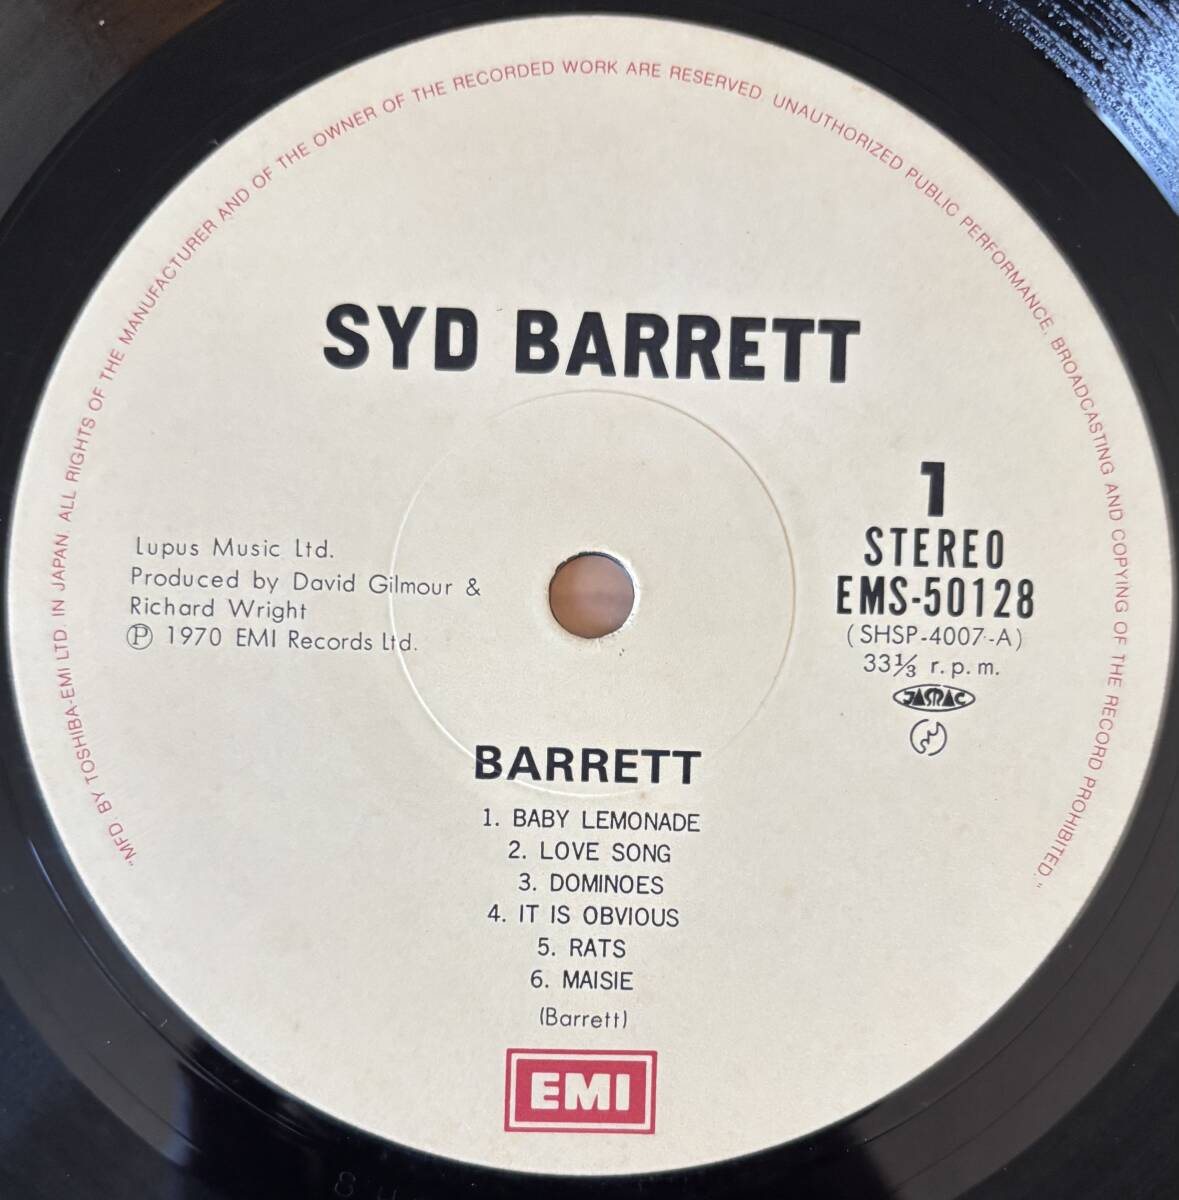 "MFD. BY TOSHIBA-EMI LTD. IN JAPAN. ALL RIGHTS OF THE MANUFACTURER AND OF THE OWNER OF THE RECORDED WORK ARE RESERVED. UNAUTHORIZED PUBLIC PERFORMANCE, BROADCASTING AND COPYING OF THE RECORD PROHIBITED."
SYD BARRETT
1
STEREO
EMS-50128
(SHSP-4007-A)
33⅓ r.p.m.
JASRAC
Lupus Music Ltd.
Produced by David Gilmour &
Richard Wright
Ⓟ 1970 EMI Records Ltd.
BARRETT
1. BABY LEMONADE
2. LOVE SONG
3. DOMINOES
4. IT IS OBVIOUS
5. RATS
6. MAISIE
(Barrett)
EMI